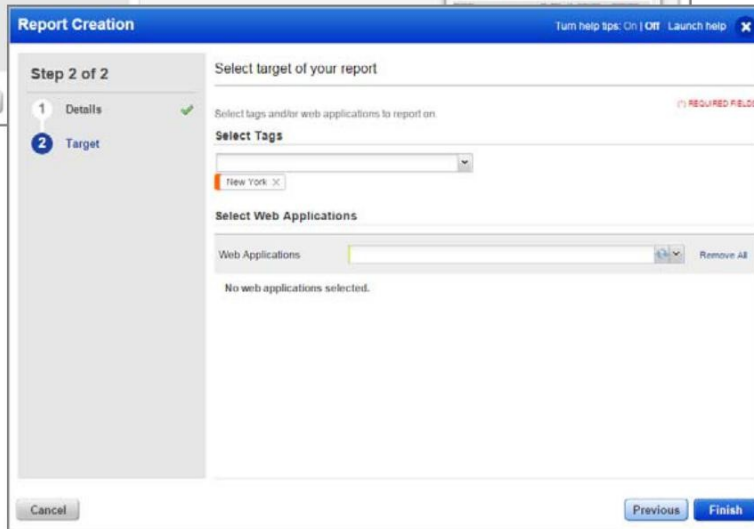 Report Creation
Turn help tips: On | Off Launch help
Step 2 of 2
1 Details
2 Target
Select target of your report
Select tags and/or web applications to report on.
(*) REQUIRED FIELDS
Select Tags
New York
Select Web Applications
Web Applications
Remove All
No web applications selected.
Cancel
Previous
Finish